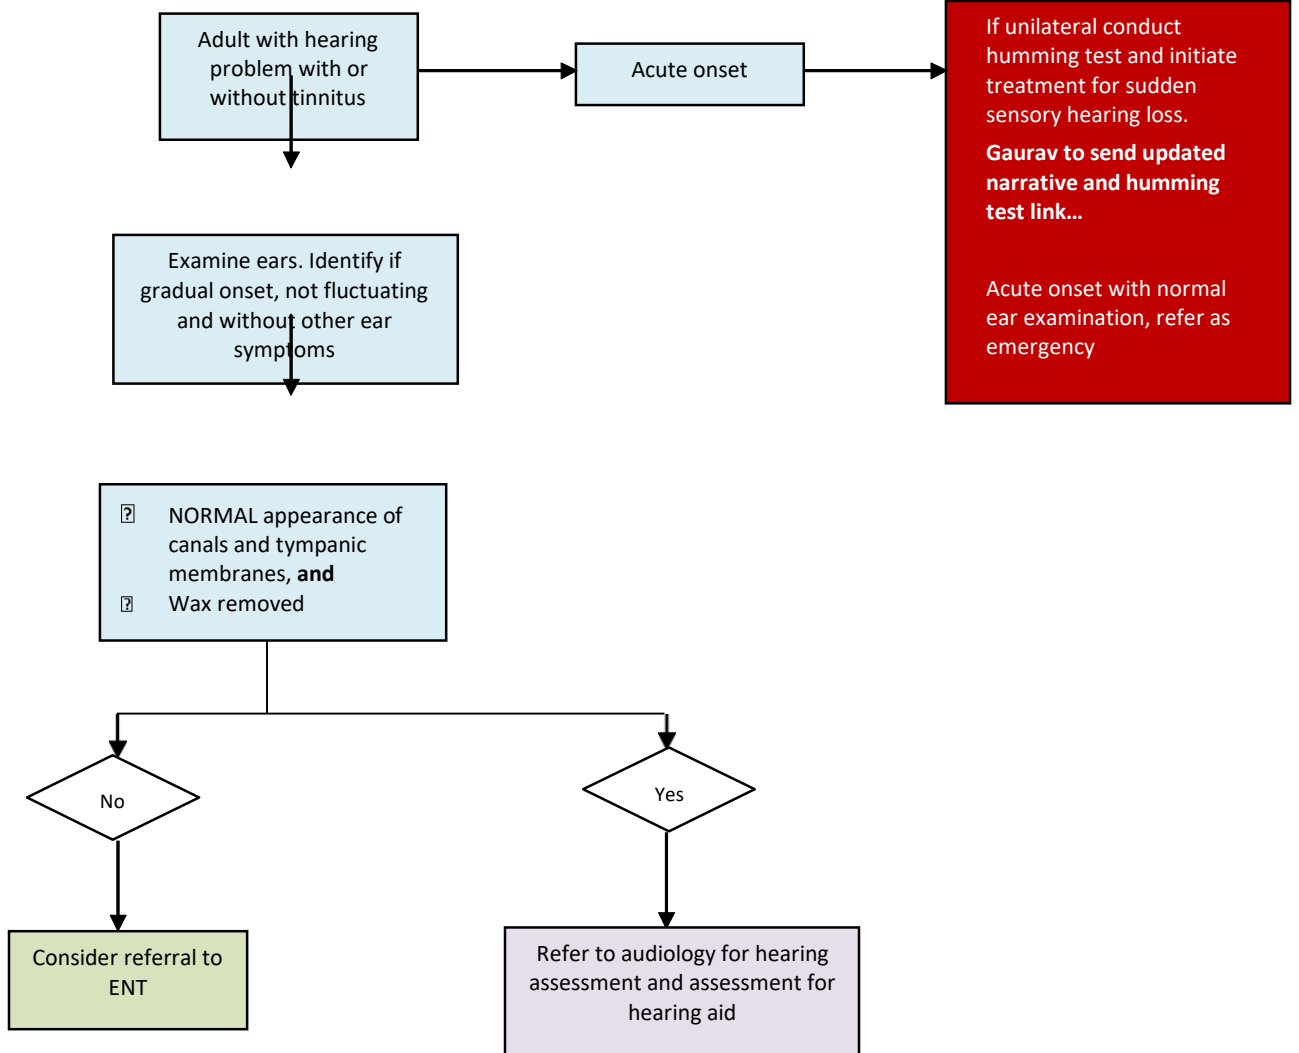 Adult with hearing
problem with or
without tinnitus
Acute onset
If unilateral conduct
humming test and initiate
treatment for sudden
sensory hearing loss.
Gaurav to send updated
narrative and humming
test link…
Acute onset with normal
ear examination, refer as
emergency
Examine ears. Identify if
gradual onset, not fluctuating
and without other ear
symptoms
NORMAL appearance of
canals and tympanic
membranes, and
Wax removed
No
Yes
Consider referral to
ENT
Refer to audiology for hearing
assessment and assessment for
hearing aid